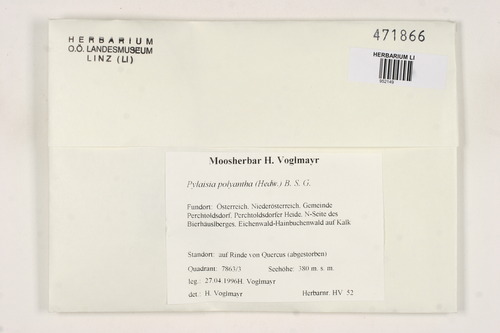 HERBARIUM
O.Ö. LANDESMUSEUM
LINZ (LI)
471866
HERBARIUM LI
Moosherbar H. Voglmayr
Pylaisia polyantha (Hedw.) B. S. G.
Fundort: Österreich. Niederösterreich. Gemeinde
Perchtoldsdorf. Perchtoldsdorfer Heide. N-Seite des
Bierhäuslberges. Eichenwald-Hainbuchenwald auf Kalk
Standort: auf Rinde von Quercus (abgestorben)
Quadrant: 7863/3 Seehöhe: 380 m. s. m.
leg.: 27.04.1996H. Voglmayr
det.: H. Voglmayr Herbarnr. HV 52